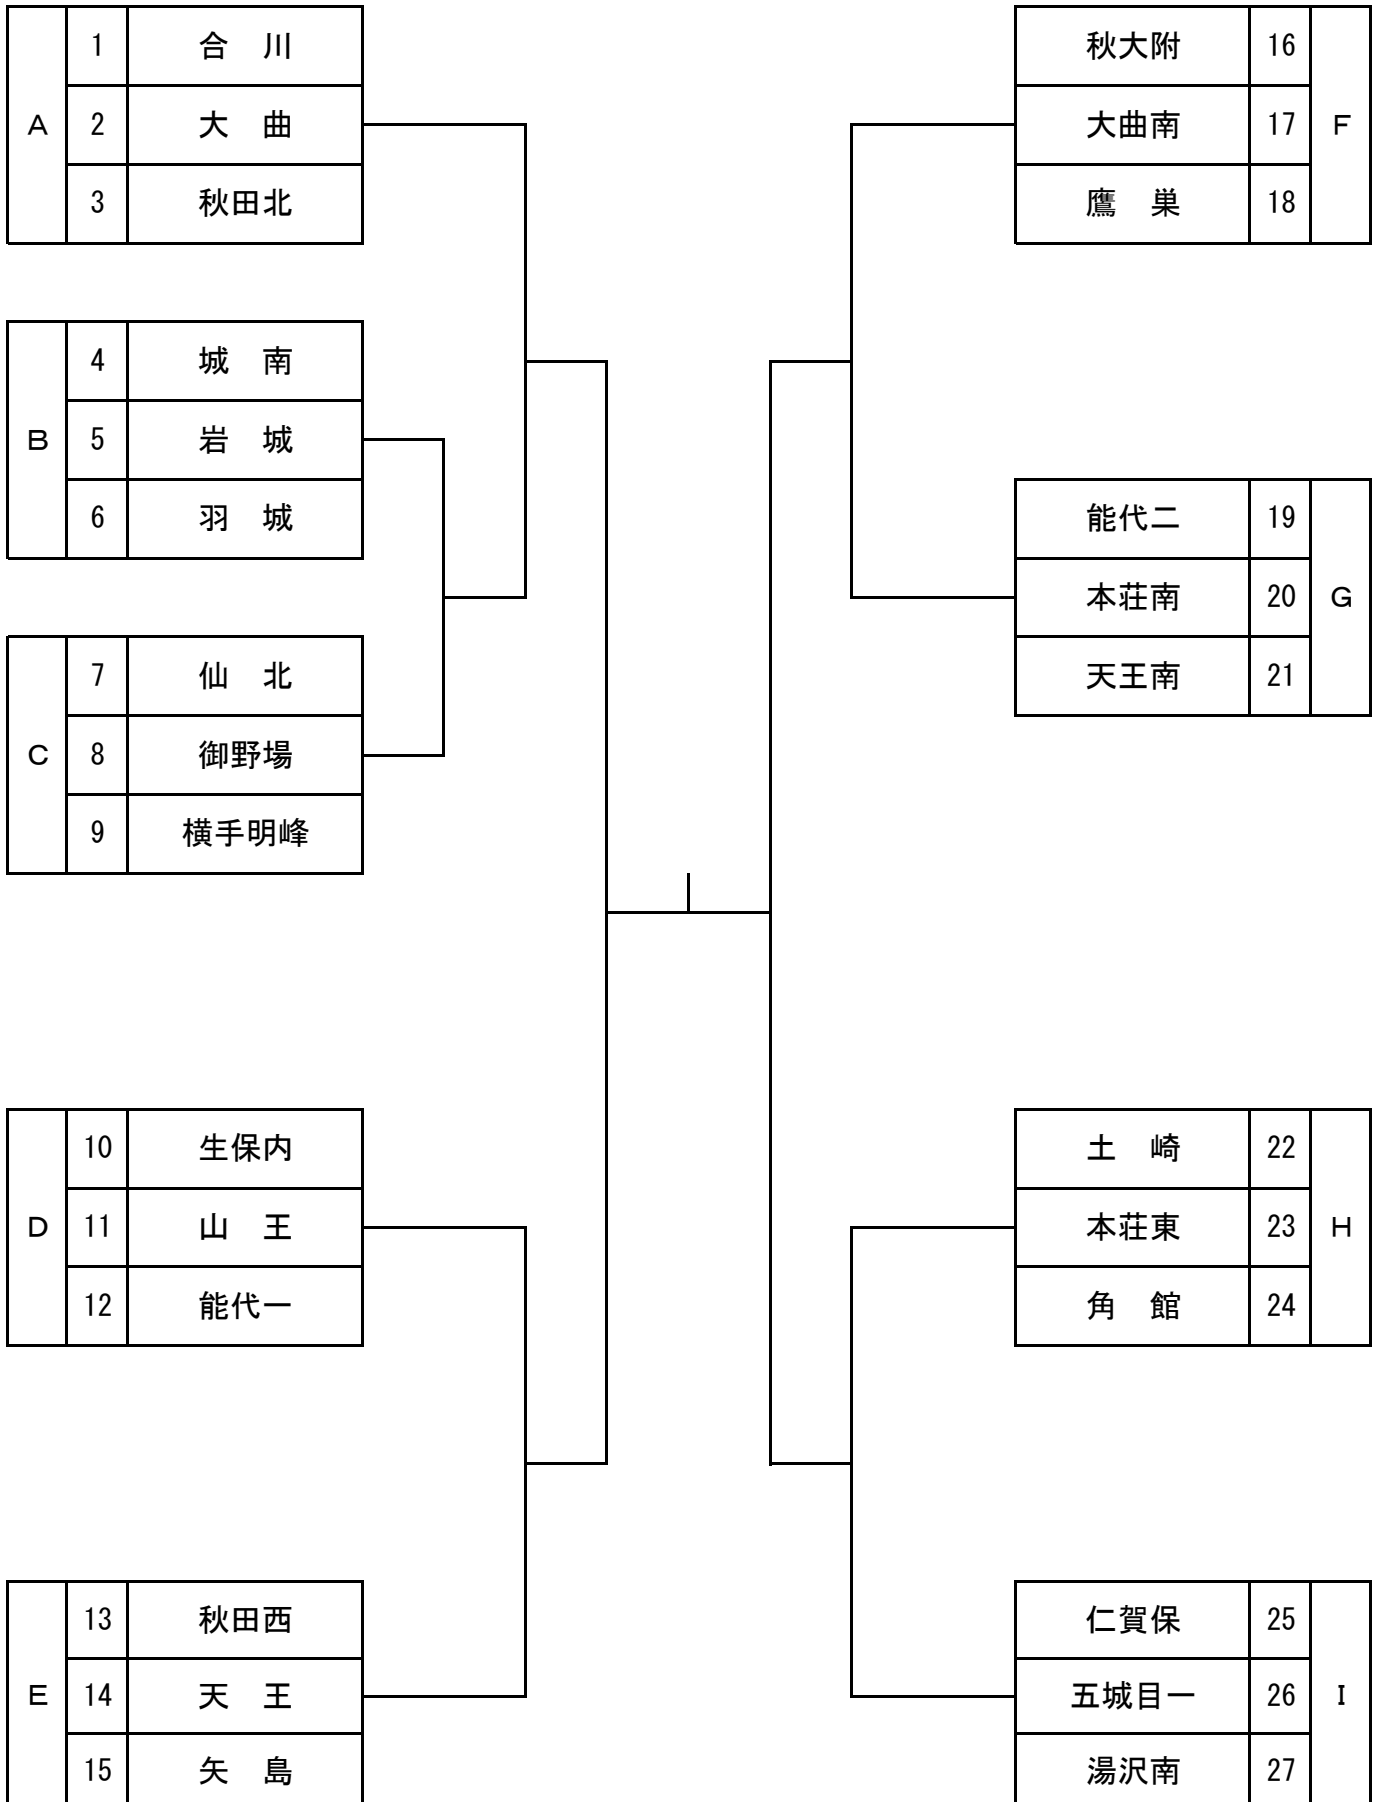 A
1 合　川
2 大　曲
3 秋田北
B
4 城　南
5 岩　城
6 羽　城
C
7 仙　北
8 御野場
9 横手明峰
D
10 生保内
11 山　王
12 能代一
E
13 秋田西
14 天　王
15 矢　島
秋大附 16
大曲南 17
鷹　巣 18
F
能代二 19
本荘南 20
天王南 21
G
土　崎 22
本荘東 23
角　館 24
H
仁賀保 25
五城目一 26
湯沢南 27
I